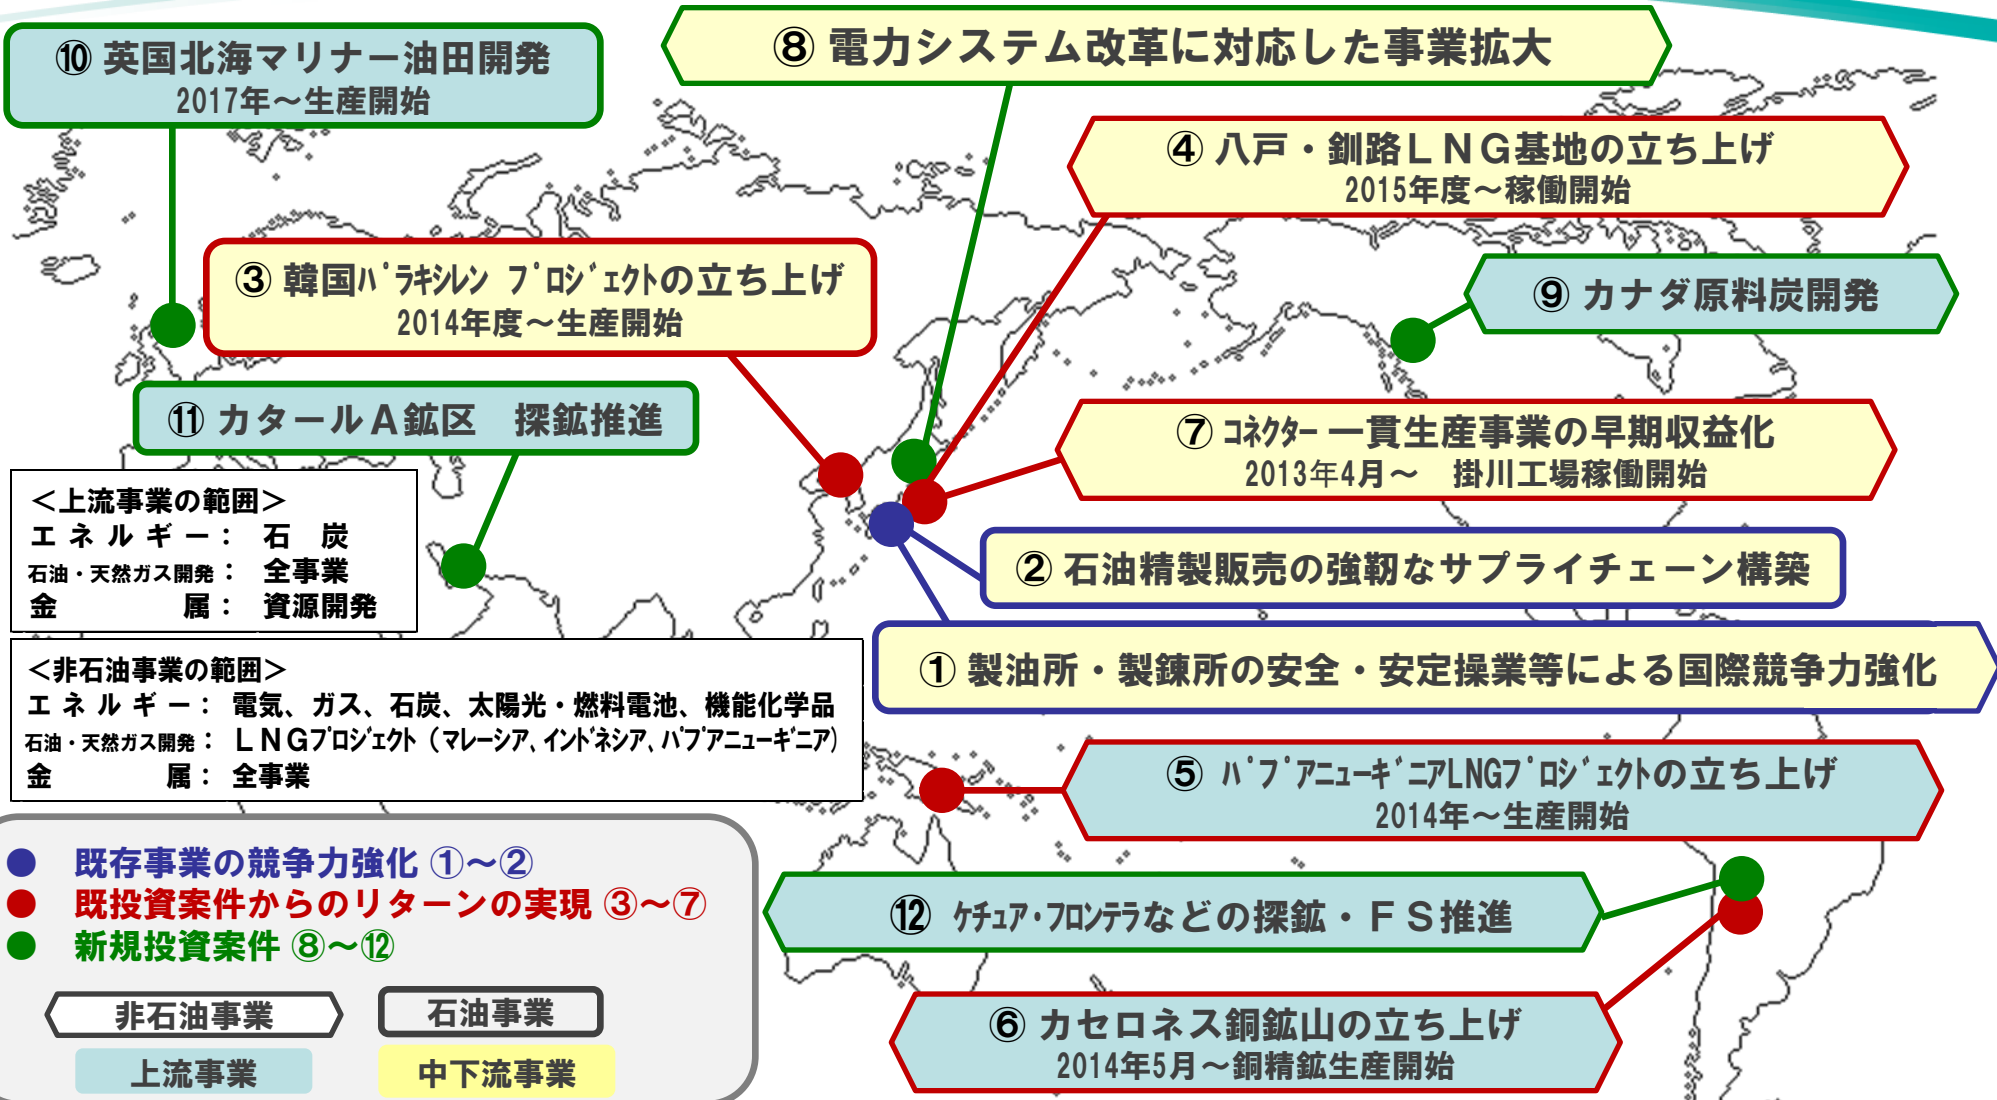 ⑩ 英国北海マリナー油田開発
2017年～生産開始
⑧ 電力システム改革に対応した事業拡大
④ 八戸・釧路ＬＮＧ基地の立ち上げ
2015年度～稼働開始
③ 韓国ﾊﾟﾗｷｼﾚﾝ ﾌﾟﾛｼﾞｪｸﾄの立ち上げ
2014年度～生産開始
⑨ カナダ原料炭開発
⑪ カタールＡ鉱区　探鉱推進
⑦ ｺﾈｸﾀｰ 一貫生産事業の早期収益化
2013年4月～　掛川工場稼働開始
＜上流事業の範囲＞
エ ネ ル ギ ー： 石　炭
石油・天然ガス開発： 全事業
金　　　　　属： 資源開発
② 石油精製販売の強靭なサプライチェーン構築
① 製油所・製錬所の安全・安定操業等による国際競争力強化
＜非石油事業の範囲＞
エ ネ ル ギ ー： 電気、ガス、石炭、太陽光・燃料電池、機能化学品
石油・天然ガス開発： ＬＮＧﾌﾟﾛｼﾞｪｸﾄ（ﾏﾚｰｼｱ､ｲﾝﾄﾞﾈｼｱ､ﾊﾟﾌﾟｱﾆｭｰｷﾞﾆｱ）
金　　　　　属： 全事業
⑤ ﾊﾟﾌﾟｱﾆｭｰｷﾞﾆｱLNGﾌﾟﾛｼﾞｪｸﾄの立ち上げ
2014年～生産開始
● 既存事業の競争力強化 ①～②
● 既投資案件からのリターンの実現 ③～⑦
● 新規投資案件 ⑧～⑫
⑫ ｹﾁｭｱ･ﾌﾛﾝﾃﾗなどの探鉱・ＦＳ推進
非石油事業
石油事業
上流事業
中下流事業
⑥ カセロネス銅鉱山の立ち上げ
2014年5月～銅精鉱生産開始